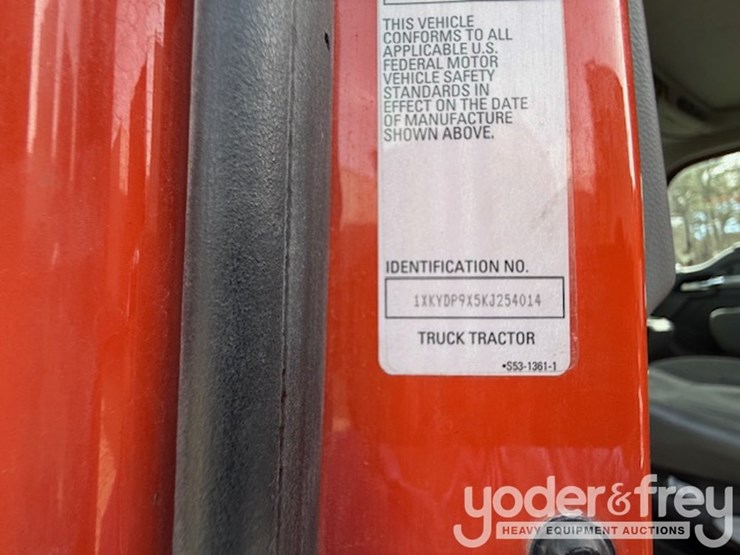 THIS VEHICLE
CONFORMS TO ALL
APPLICABLE U.S.
FEDERAL MOTOR
VEHICLE SAFETY
STANDARDS IN
EFFECT ON THE DATE
OF MANUFACTURE
SHOWN ABOVE.
IDENTIFICATION NO.
1XKYDP9X5KJ254014
TRUCK TRACTOR
•S53-1361-1
yoder&frey
HEAVY EQUIPMENT AUCTIONS